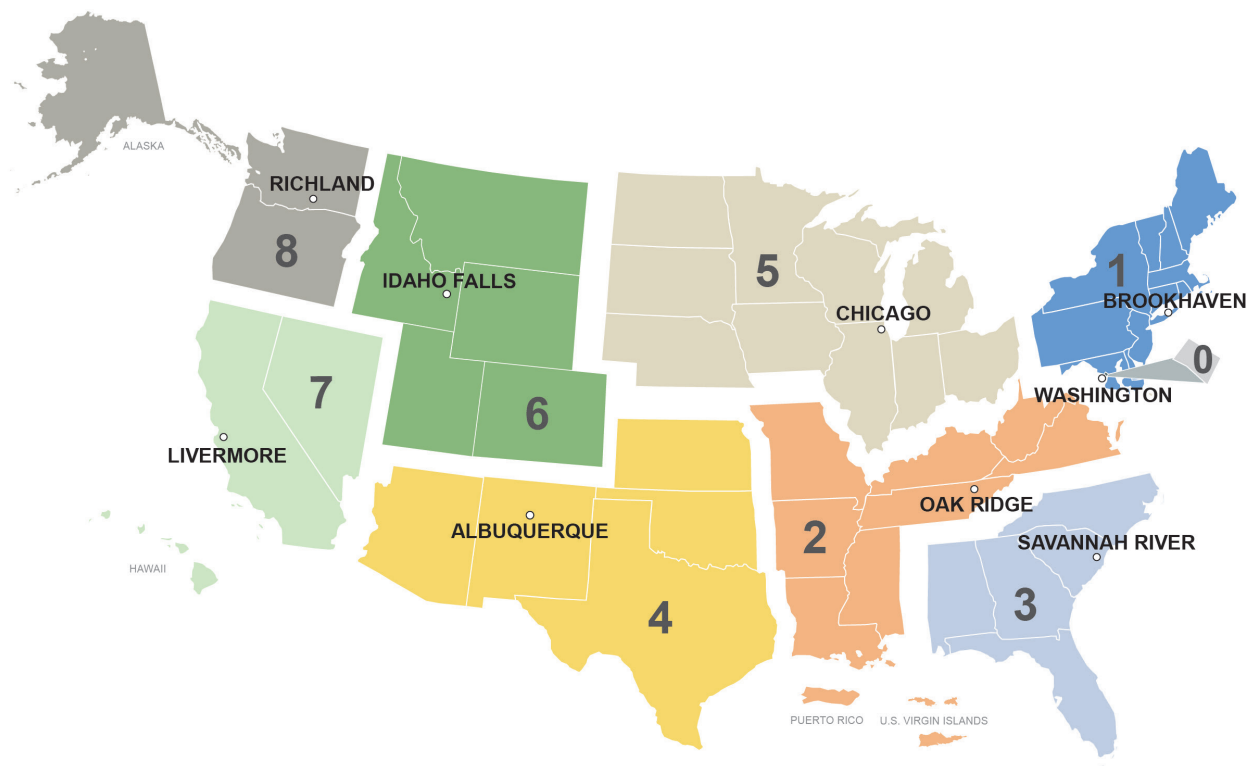 ALASKA
RICHLAND
8
IDAHO FALLS
5
1
BROOKHAVEN
CHICAGO
0
WASHINGTON
7
6
LIVERMORE
ALBUQUERQUE
2
OAK RIDGE
SAVANNAH RIVER
HAWAII
4
3
PUERTO RICO
U.S. VIRGIN ISLANDS